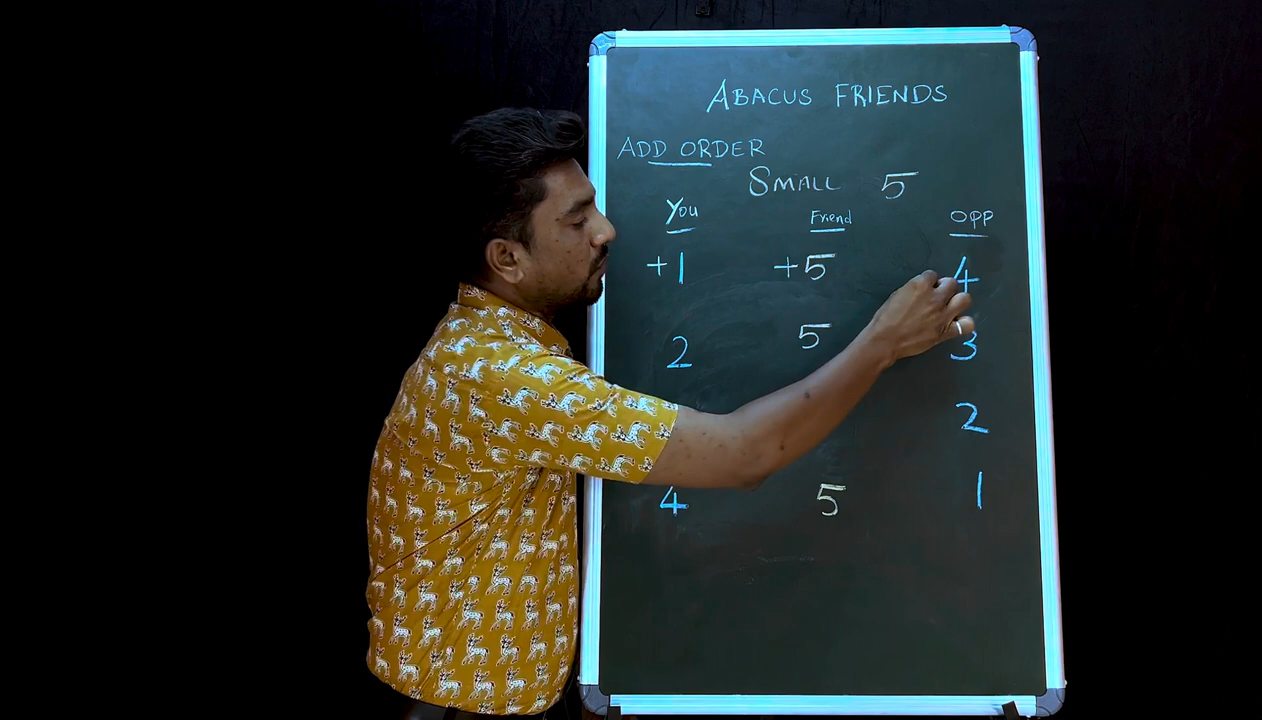 ABACUS FRIENDS
ADD ORDER
SMALL 5
You Friend OPP
+1 +5 4
2 5 3
2
4 5 1